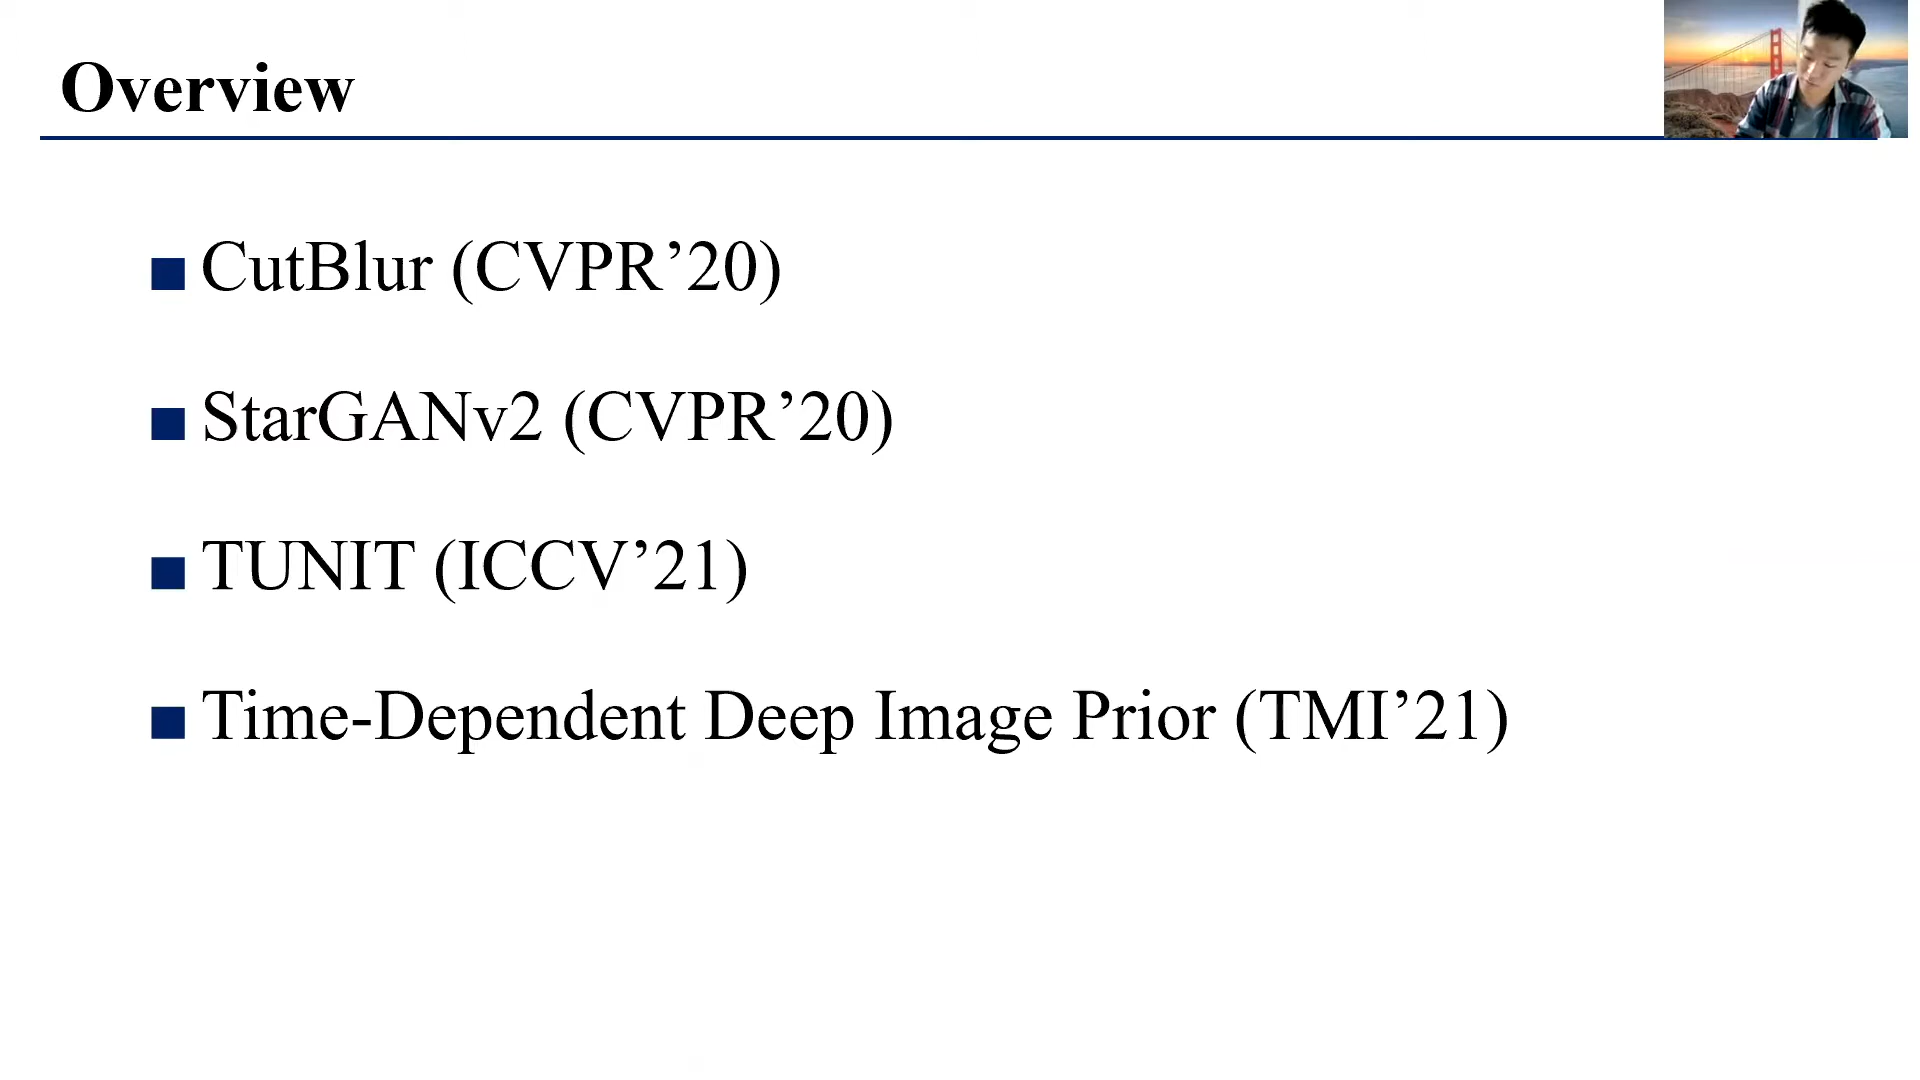 Overview
CutBlur (CVPR’20)
StarGANv2 (CVPR’20)
TUNIT (ICCV’21)
Time-Dependent Deep Image Prior (TMI’21)